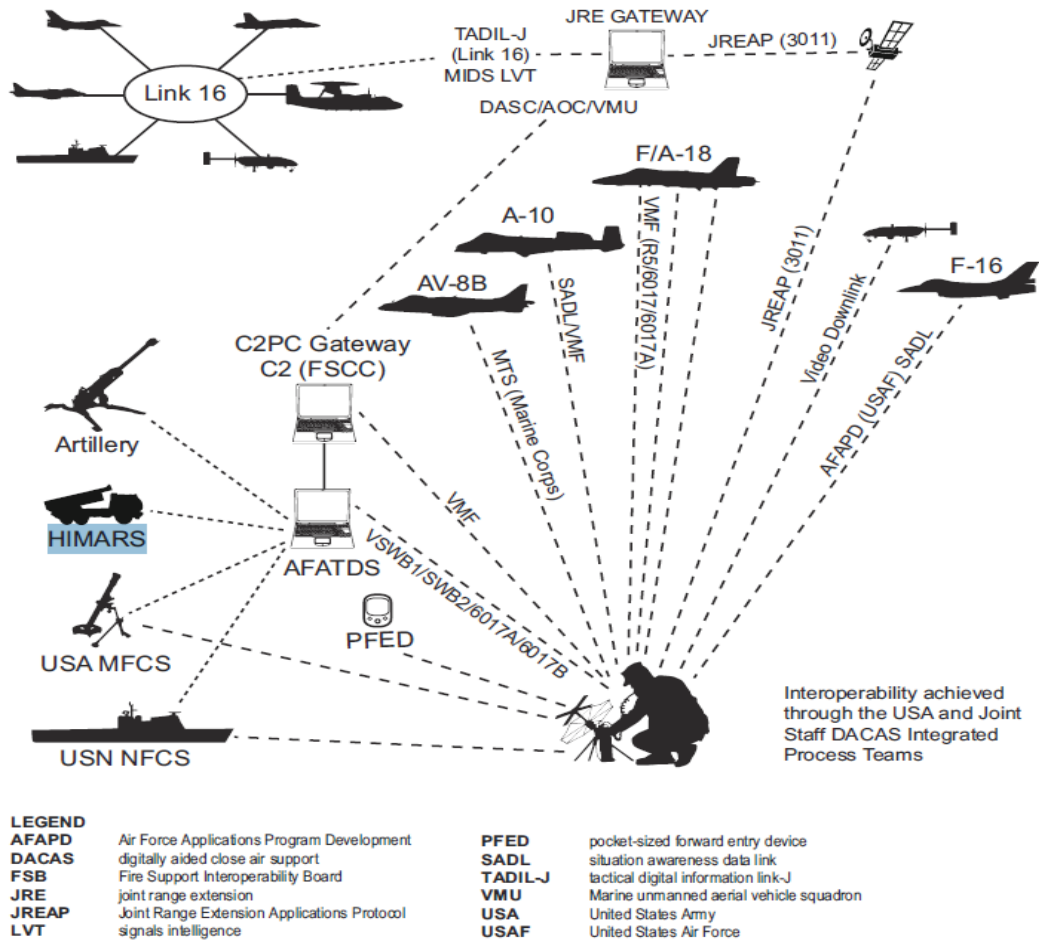 JRE GATEWAY
TADIL-J
(Link 16)
MIDS LVT
JREAP (3011)
Link 16
DASC/AOC/VMU
F/A-18
A-10
AV-8B
F-16
VMF (R5/6017/6017A)
SADL/VMF
MTS (Marine Corps)
JREAP (3011)
Video Downlink
AFAPD (USAF) SADL
C2PC Gateway
C2 (FSCC)
Artillery
HIMARS
AFATDS
VMF
VSWB1/SWB2/6017A/6017B
PFED
USA MFCS
USN NFCS
Interoperability achieved
through the USA and Joint
Staff DACAS Integrated
Process Teams
LEGEND
AFAPD Air Force Applications Program Development
DACAS digitally aided close air support
FSB Fire Support Interoperability Board
JRE joint range extension
JREAP Joint Range Extension Applications Protocol
LVT signals intelligence
PFED pocket-sized forward entry device
SADL situation awareness data link
TADIL-J tactical digital information link-J
VMU Marine unmanned aerial vehicle squadron
USA United States Army
USAF United States Air Force